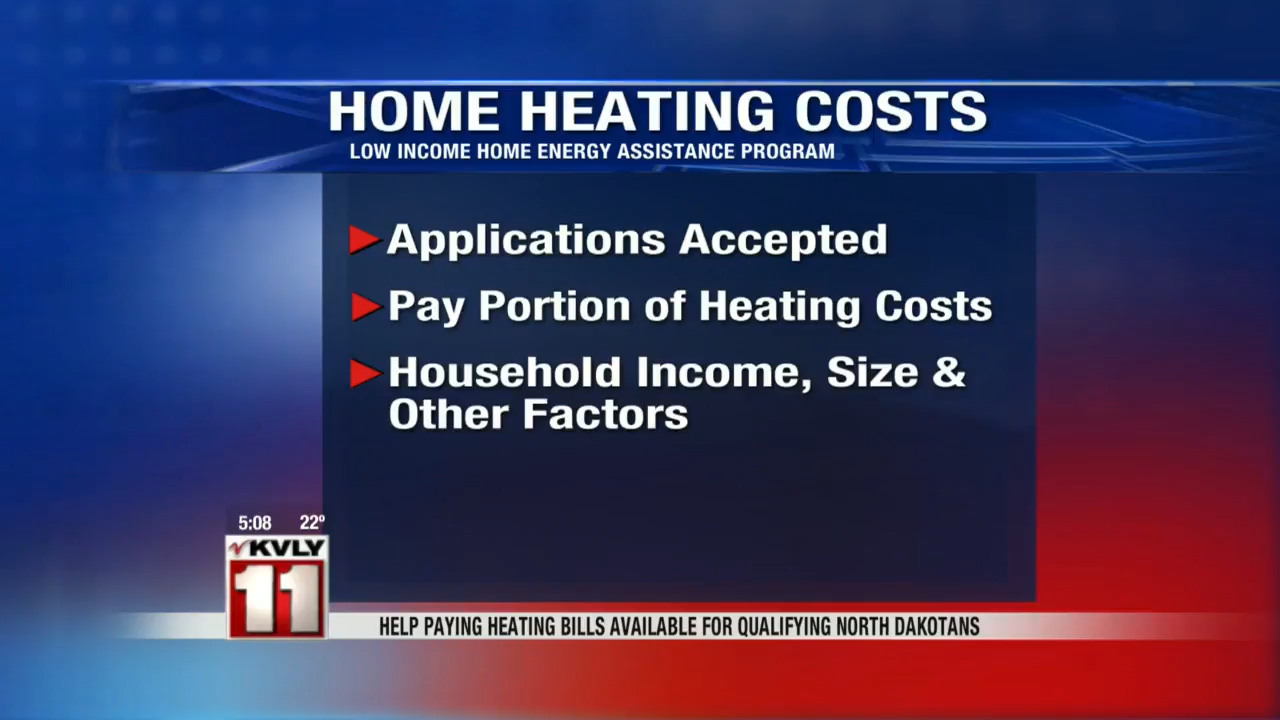 HOME HEATING COSTS
LOW INCOME HOME ENERGY ASSISTANCE PROGRAM
Applications Accepted
Pay Portion of Heating Costs
Household Income, Size &
Other Factors
5:08 22º
KVLY
11
HELP PAYING HEATING BILLS AVAILABLE FOR QUALIFYING NORTH DAKOTANS